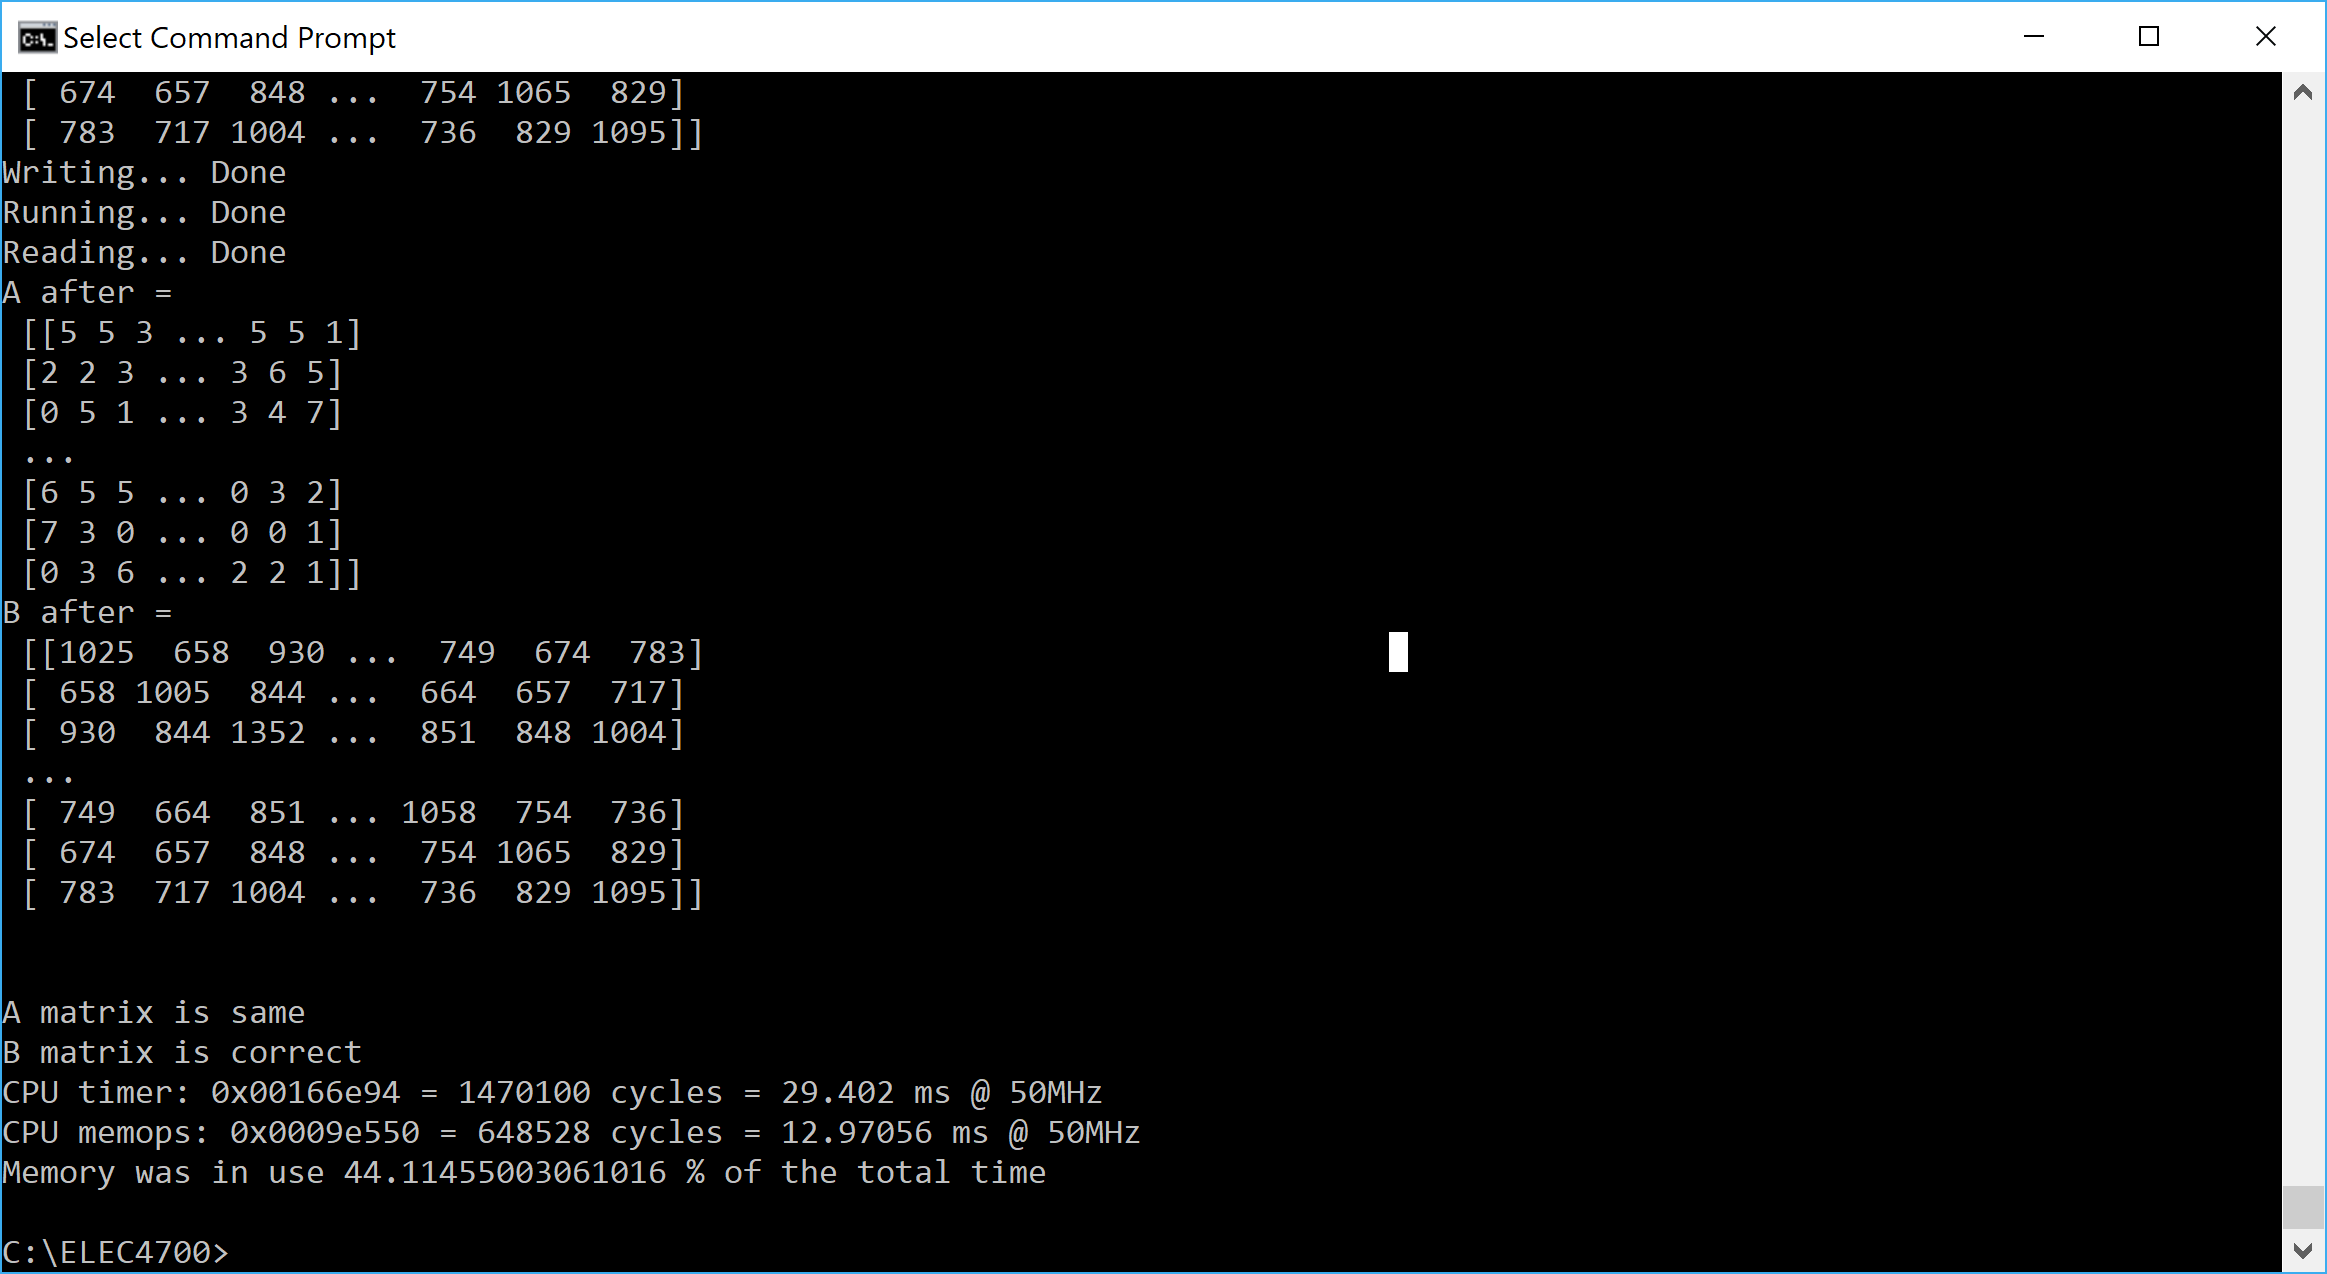 Select Command Prompt
 [ 674  657  848 ...  754 1065  829]
 [ 783  717 1004 ...  736  829 1095]]
Writing... Done
Running... Done
Reading... Done
A after =
 [[5 5 3 ... 5 5 1]
 [2 2 3 ... 3 6 5]
 [0 5 1 ... 3 4 7]
 ...
 [6 5 5 ... 0 3 2]
 [7 3 0 ... 0 0 1]
 [0 3 6 ... 2 2 1]]
B after =
 [[1025  658  930 ...  749  674  783]
 [ 658 1005  844 ...  664  657  717]
 [ 930  844 1352 ...  851  848 1004]
 ...
 [ 749  664  851 ... 1058  754  736]
 [ 674  657  848 ...  754 1065  829]
 [ 783  717 1004 ...  736  829 1095]]
A matrix is same
B matrix is correct
CPU timer: 0x00166e94 = 1470100 cycles = 29.402 ms @ 50MHz
CPU memops: 0x0009e550 = 648528 cycles = 12.97056 ms @ 50MHz
Memory was in use 44.11455003061016 % of the total time
C:\ELEC4700>